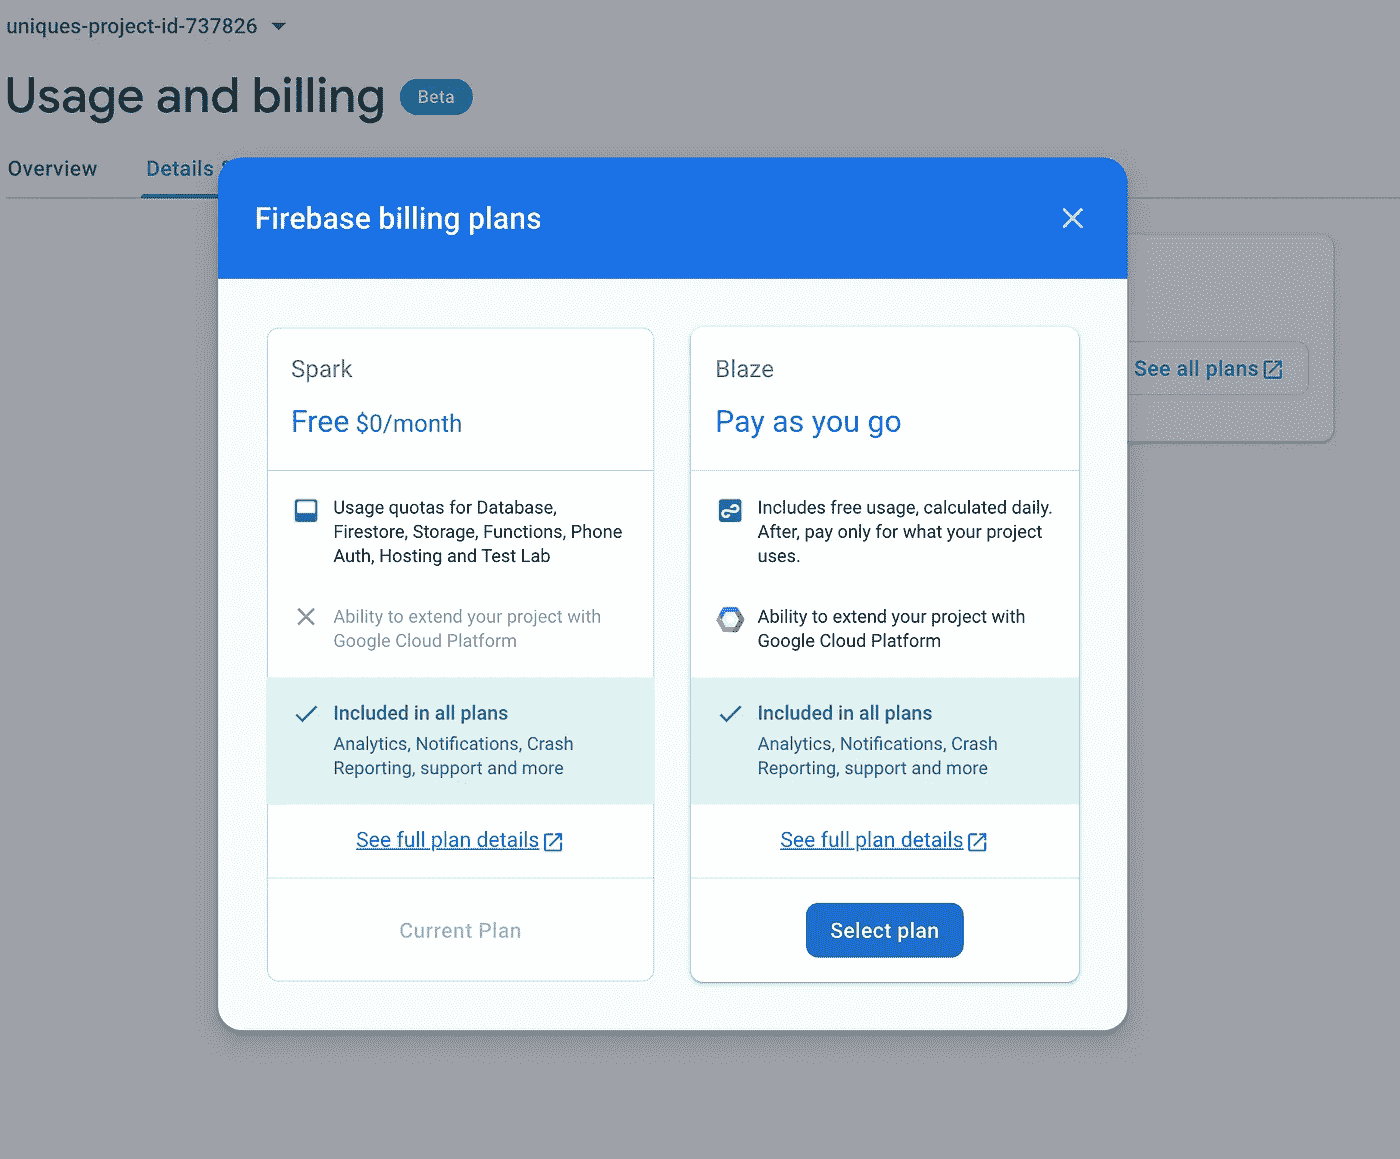 uniques-project-id-737826
Usage and billing Beta
Overview Details
Firebase billing plans
See all plans
Spark
Free $0/month
Usage quotas for Database,
Firestore, Storage, Functions, Phone
Auth, Hosting and Test Lab
Ability to extend your project with
Google Cloud Platform
Included in all plans
Analytics, Notifications, Crash
Reporting, support and more
See full plan details
Current Plan
Blaze
Pay as you go
Includes free usage, calculated daily.
After, pay only for what your project
uses.
Ability to extend your project with
Google Cloud Platform
Included in all plans
Analytics, Notifications, Crash
Reporting, support and more
See full plan details
Select plan